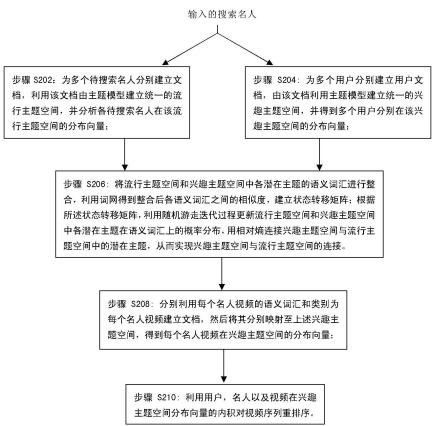 输入的搜索名人
步骤 S202：为多个待搜索名人分别建立文
档，利用该文档由主题模型建立统一的流
行主题空间，并分析各待搜索名人在该流
行主题空间的分布向量；
步骤 S204：为多个用户分别建立用户文
档，由该文档利用主题模型建立统一的兴
趣主题空间，并得到多个用户分别在该兴
趣主题空间的分布向量；
步骤 S206：将流行主题空间和兴趣主题空间中各潜在主题的语义词汇进行整
合，利用词网得到整合后各语义词汇之间的相似度，建立状态转移矩阵；根据
所述状态转移矩阵，利用随机游走迭代过程更新流行主题空间和兴趣主题空间
中各潜在主题在语义词汇上的概率分布，用相对熵连接兴趣主题空间与流行主
题空间中的潜在主题，从而实现兴趣主题空间与流行主题空间的连接。
步骤 S208：分别利用每个名人视频的语义词汇和类别为
每个名人视频建立文档，然后将其分别映射至上述兴趣主
题空间，得到每个名人视频在兴趣主题空间的分布向量；
步骤 S210：利用用户，名人以及视频在兴趣
主题空间分布向量的内积对视频序列重排序。